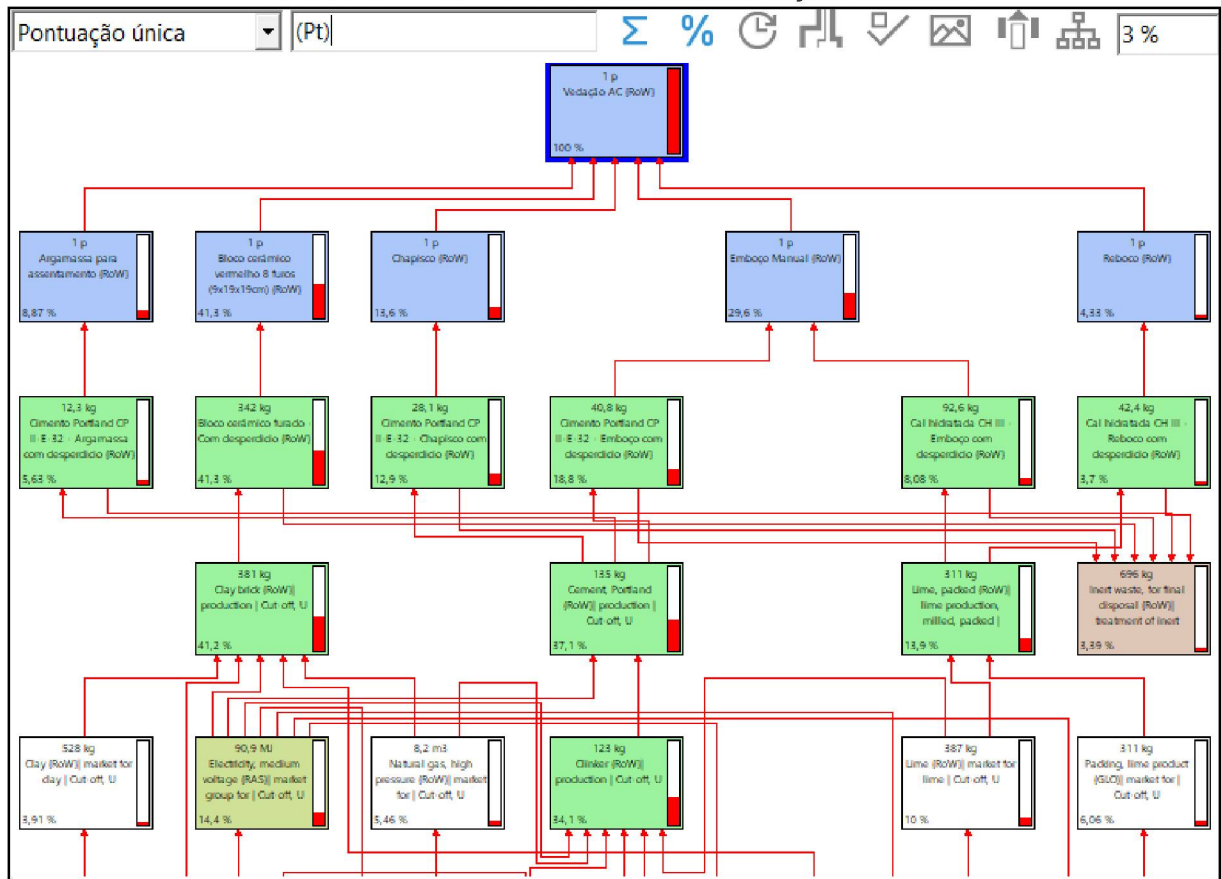 Pontuação única
(Pt)
Σ
%
3 %
1 p
Vedação AC (RoW)
100 %
1 p
Argamassa para
assentamento (RoW)
8,87 %
1 p
Bloco cerâmico
vermelho 8 furos
(9x19x19cm) (RoW)
41,3 %
1 p
Chapisco (RoW)
13,6 %
1 p
Emboço Manual (RoW)
29,6 %
1 p
Reboco (RoW)
4,33 %
12,3 kg
Cimento Portland CP
II-E-32 - Argamassa
com desperdicio (RoW)
5,63 %
342 kg
Bloco cerâmico furado -
Com desperdicio (RoW)
41,3 %
28,1 kg
Cimento Portland CP
II-E-32 - Chapisco com
desperdicio (RoW)
12,9 %
40,8 kg
Cimento Portland CP
II-E-32 - Emboço com
desperdicio (RoW)
18,8 %
92,6 kg
Cal hidratada CH III -
Emboço com
desperdicio (RoW)
8,08 %
42,4 kg
Cal hidratada CH III -
Reboco com
desperdicio (RoW)
3,7 %
381 kg
Clay brick (RoW)|
production | Cut-off, U
41,2 %
135 kg
Cement, Portland
(RoW)| production |
Cut-off, U
37,1 %
311 kg
Lime, packed (RoW)|
lime production,
milled, packed |
13,9 %
696 kg
Inert waste, for final
disposal (RoW)|
treatment of inert
3,39 %
528 kg
Clay (RoW)| market for
clay | Cut-off, U
3,91 %
90,9 MJ
Electricity, medium
voltage (RAS)| market
group for | Cut-off, U
14,4 %
8,2 m3
Natural gas, high
pressure (RoW)| market
for | Cut-off, U
5,46 %
123 kg
Clinker (RoW)|
production | Cut-off, U
34,1 %
387 kg
Lime (RoW)| market for
lime | Cut-off, U
10 %
311 kg
Packing, lime product
(GLO)| market for |
Cut-off, U
6,06 %